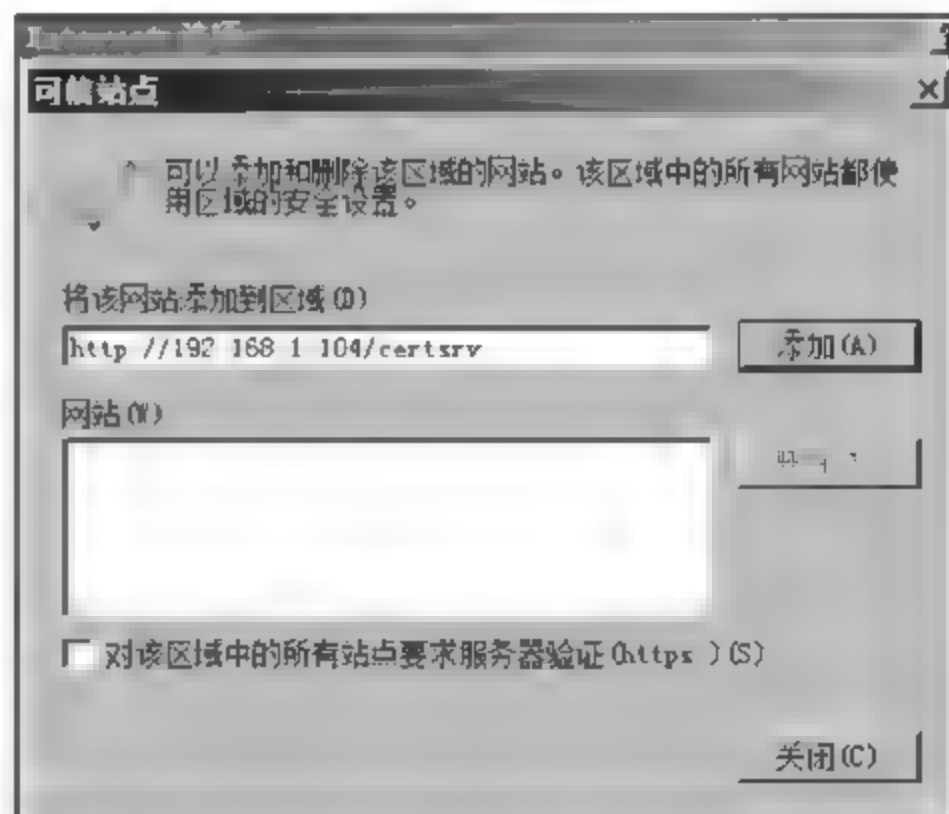 可信站点
可以添加和删除该区域的网站。该区域中的所有网站都使
用区域的安全设置。
将该网站添加到区域(D)
http //192 168 1 104/certsrv
添加(A)
网站(W)
对该区域中的所有站点要求服务器验证(https )(S)
关闭(C)